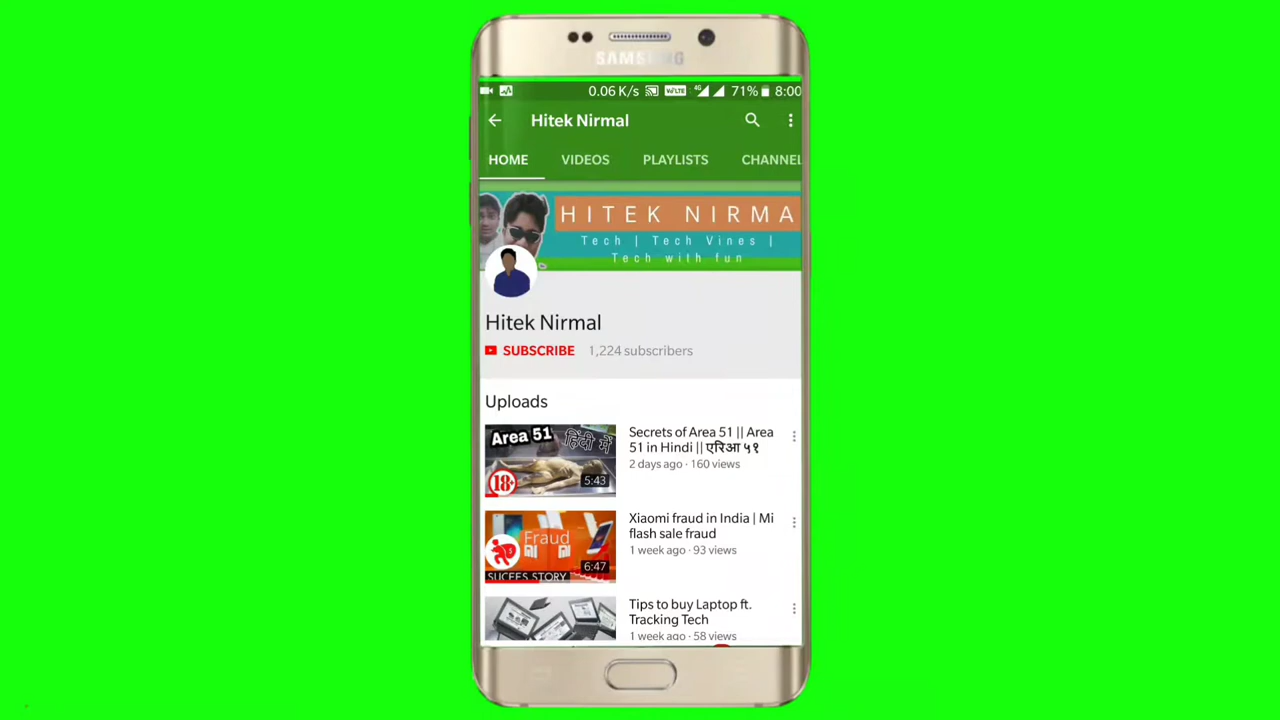 SAMSUNG
0.06 K/s VoLTE 4G 71% 8:00
Hitek Nirmal
HOME VIDEOS PLAYLISTS CHANNEL
HITEK NIRMA
Tech | Tech Vines |
Tech with fun
Hitek Nirmal
SUBSCRIBE 1,224 subscribers
Uploads
Area 51 हिंदी में
18+
5:43
Secrets of Area 51 || Area
51 in Hindi || एरिआ ५१
2 days ago · 160 views
Fraud
6:47
SUCEES STORY
Xiaomi fraud in India | Mi
flash sale fraud
1 week ago · 93 views
Tips to buy Laptop ft.
Tracking Tech
1 week ago · 58 views